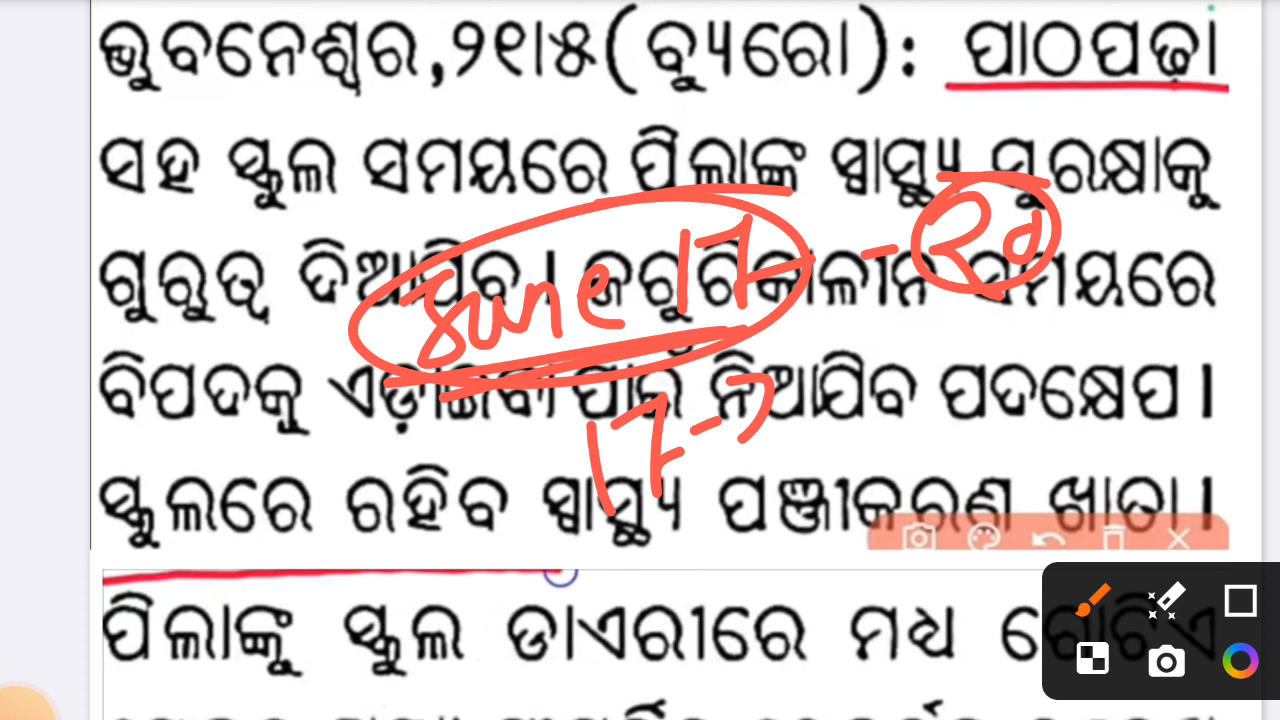 ଭୁବନେଶ୍ୱର,୨୧।୫(ବ୍ୟୁରୋ): ପାଠପଢ଼ା
ସହ ସ୍କୁଲ ସମୟରେ ପିଲାଙ୍କ ସ୍ୱାସ୍ଥ୍ୟ ସୁରକ୍ଷାକୁ
ଗୁରୁତ୍ୱ ଦିଆଯିବ। ଜରୁରିକାଳୀନ ସମୟରେ
June 17 - 20
ବିପଦକୁ ଏଡ଼ାଇବା ପାଇଁ ନିଆଯିବ ପଦକ୍ଷେପ।
17 -
ସ୍କୁଲରେ ରହିବ ସ୍ୱାସ୍ଥ୍ୟ ପଞ୍ଜୀକରଣ ଖାତା।
ପିଲାଙ୍କୁ ସ୍କୁଲ ଡାଏରୀରେ ମଧ୍ୟ ଗୋଟିଏ